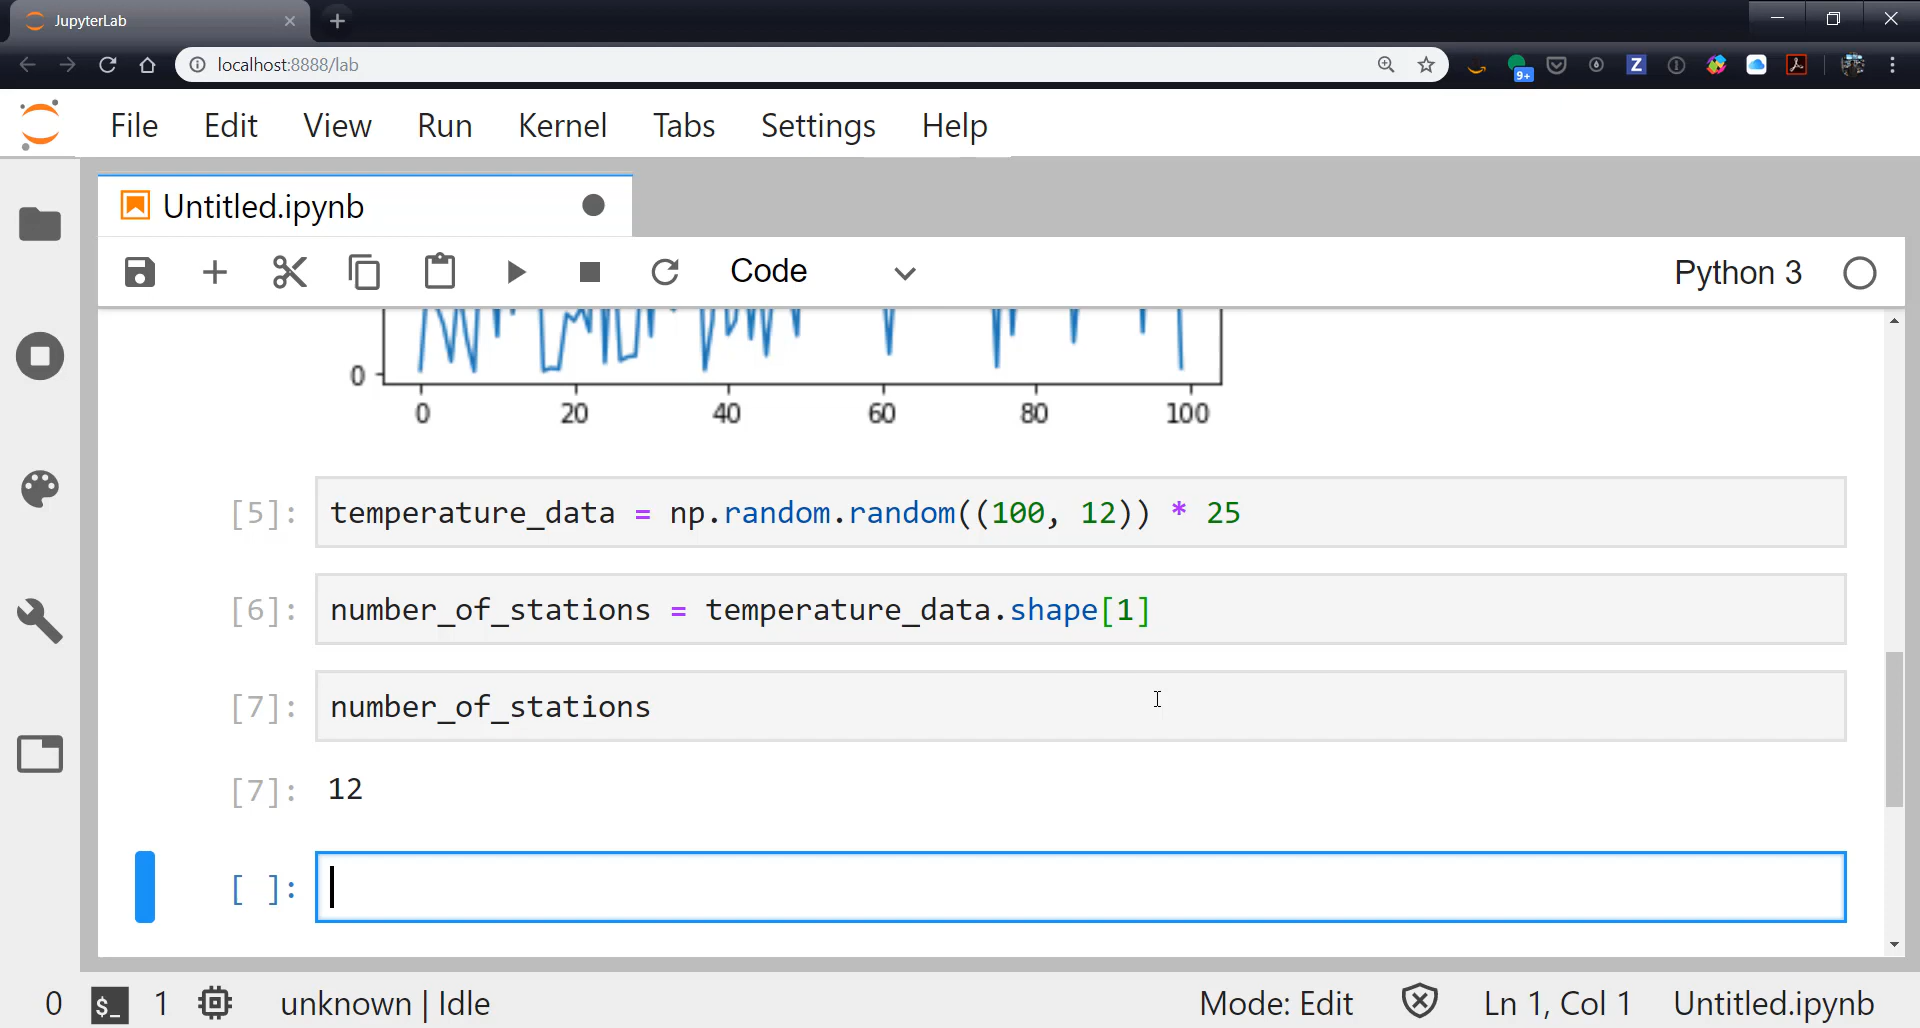 JupyterLab
localhost:8888/lab
9+
Z
File Edit View Run Kernel Tabs Settings Help
Untitled.ipynb
Code
Python 3
0
0 20 40 60 80 100
[5]: temperature_data = np.random.random((100, 12)) * 25
[6]: number_of_stations = temperature_data.shape[1]
[7]: number_of_stations
[7]: 12
[ ]:
0 $_ 1 unknown | Idle Mode: Edit Ln 1, Col 1 Untitled.ipynb